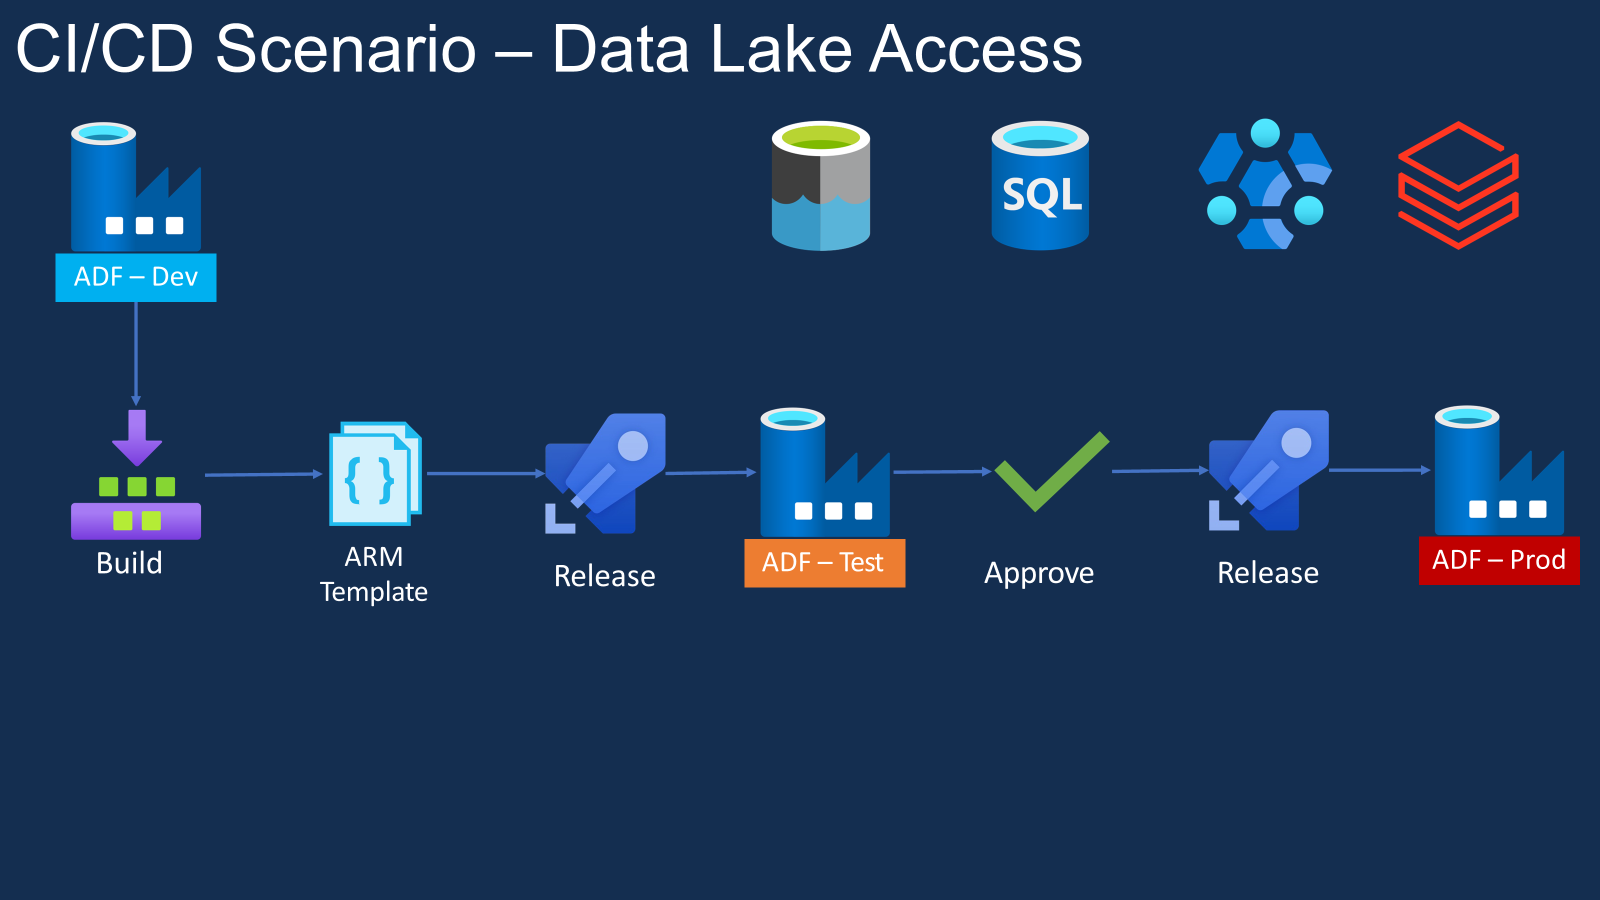 CI/CD Scenario – Data Lake Access
SQL
ADF – Dev
{ }
Build
ARM
Template
Release
ADF – Test
Approve
Release
ADF – Prod